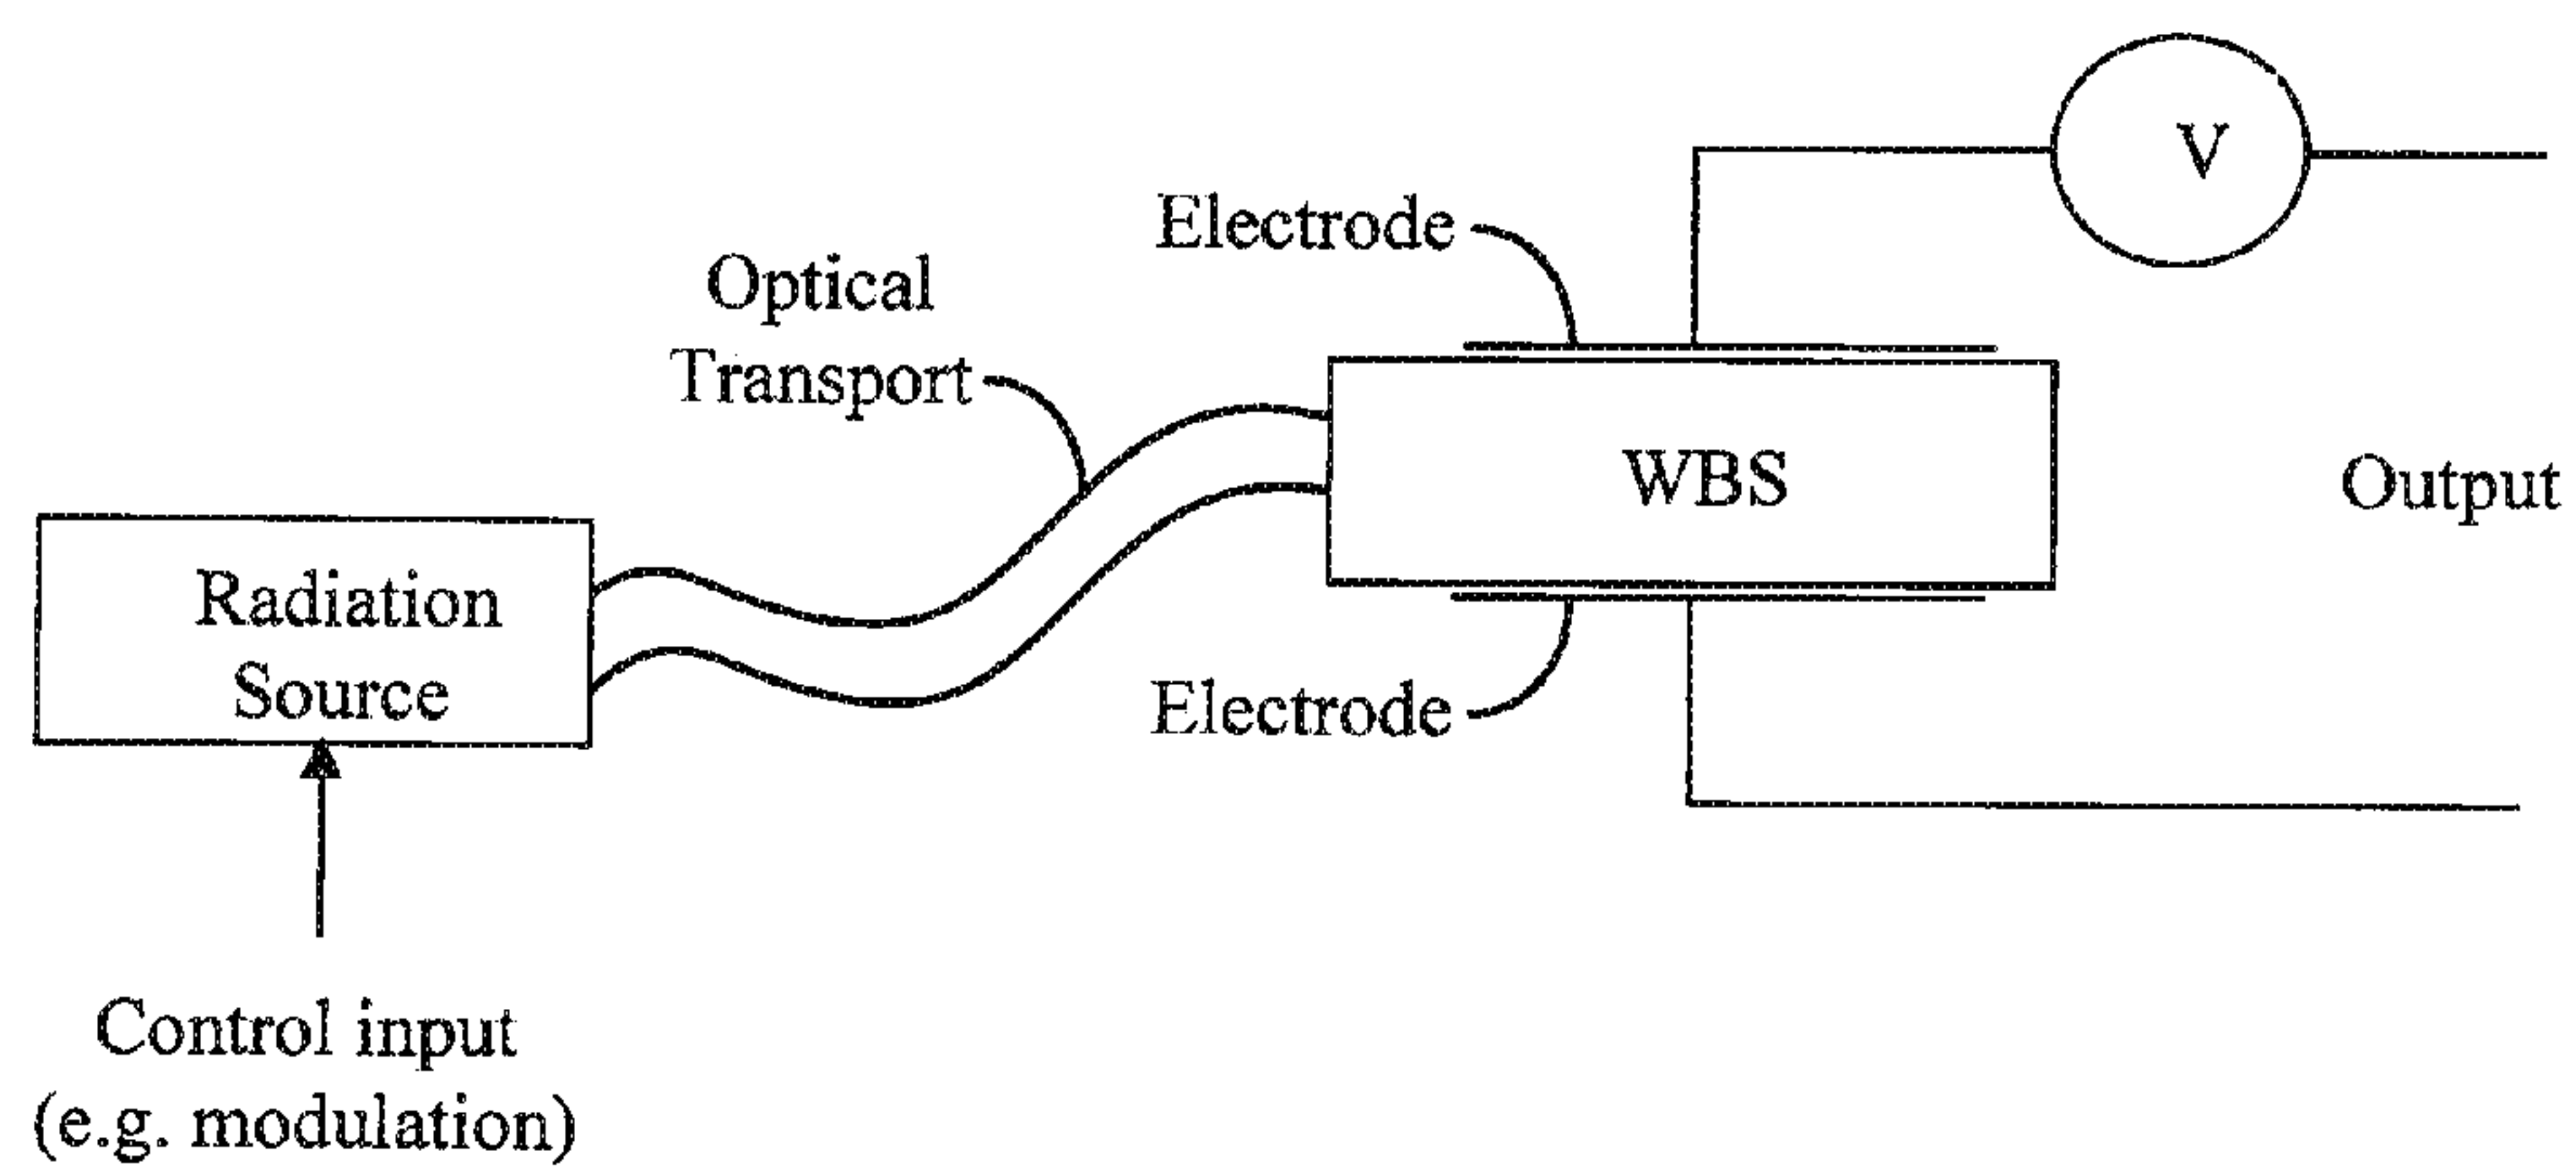 V
Electrode
Optical
Transport
WBS
Output
Radiation
Source
Electrode
Control input
(e.g. modulation)